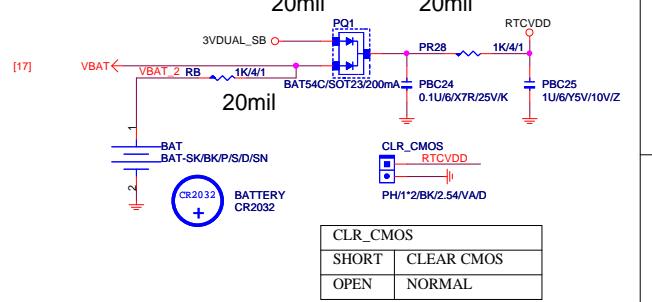 20mil
20mil
PQ1
RTCVDD
3VDUAL_SB
PR28
1K/4/1
[17]
VBAT
VBAT_2
RB
1K/4/1
BAT54C/SOT23/200mA
PBC24
0.1U/6/X7R/25V/K
PBC25
1U/6/Y5V/10V/Z
20mil
1
BAT
BAT-SK/BK/P/S/D/SN
2
CLR_CMOS
RTCVDD
CR2032
+
BATTERY
CR2032
PH/1*2/BK/2.54/VA/D
CLR_CMOS
SHORT CLEAR CMOS
OPEN NORMAL